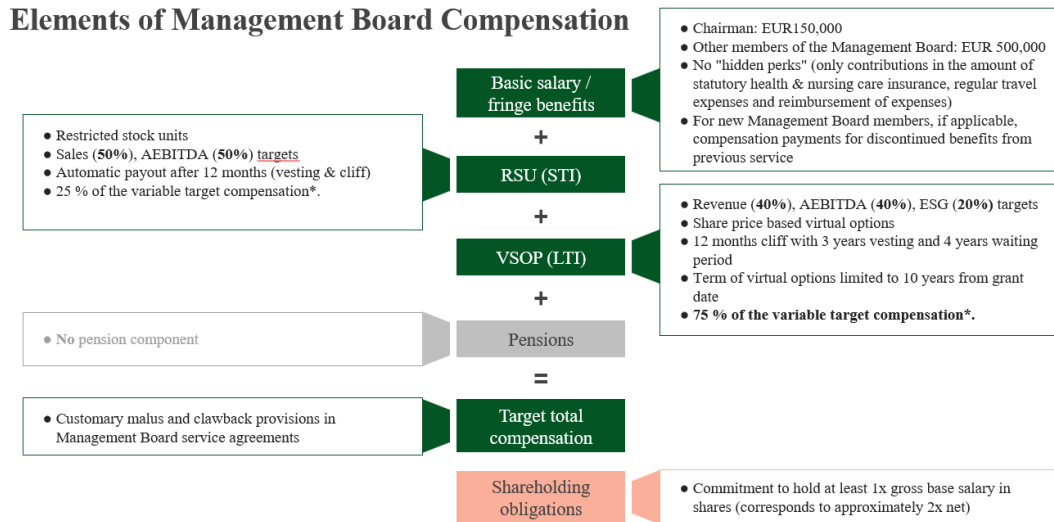 Elements of Management Board Compensation
● Chairman: EUR150,000
● Other members of the Management Board: EUR 500,000
● No "hidden perks" (only contributions in the amount of
statutory health & nursing care insurance, regular travel
expenses and reimbursement of expenses)
● For new Management Board members, if applicable,
compensation payments for discontinued benefits from
previous service
Basic salary /
fringe benefits
+
● Restricted stock units
● Sales (50%), AEBITDA (50%) targets
● Automatic payout after 12 months (vesting & cliff)
● 25 % of the variable target compensation*.
RSU (STI)
+
● Revenue (40%), AEBITDA (40%), ESG (20%) targets
● Share price based virtual options
● 12 months cliff with 3 years vesting and 4 years waiting
period
● Term of virtual options limited to 10 years from grant
date
● 75 % of the variable target compensation*.
VSOP (LTI)
+
● No pension component
Pensions
=
● Customary malus and clawback provisions in
Management Board service agreements
Target total
compensation
Shareholding
obligations
● Commitment to hold at least 1x gross base salary in
shares (corresponds to approximately 2x net)